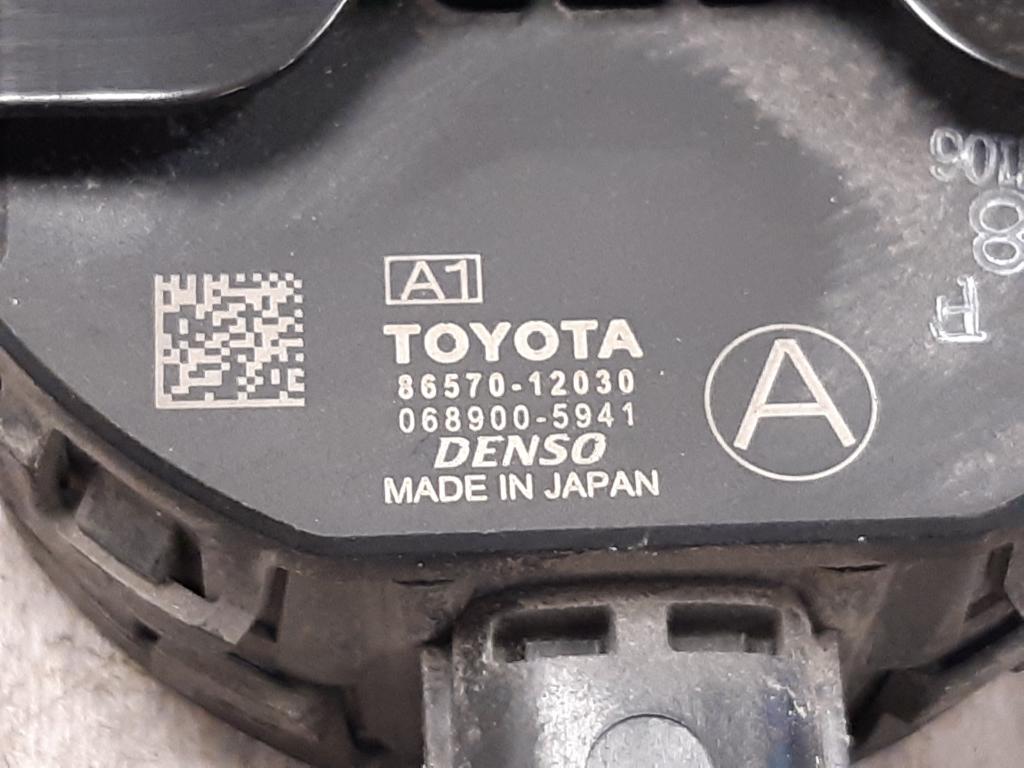 A1
TOYOTA
86570-12030
068900-5941
DENSO
MADE IN JAPAN
A